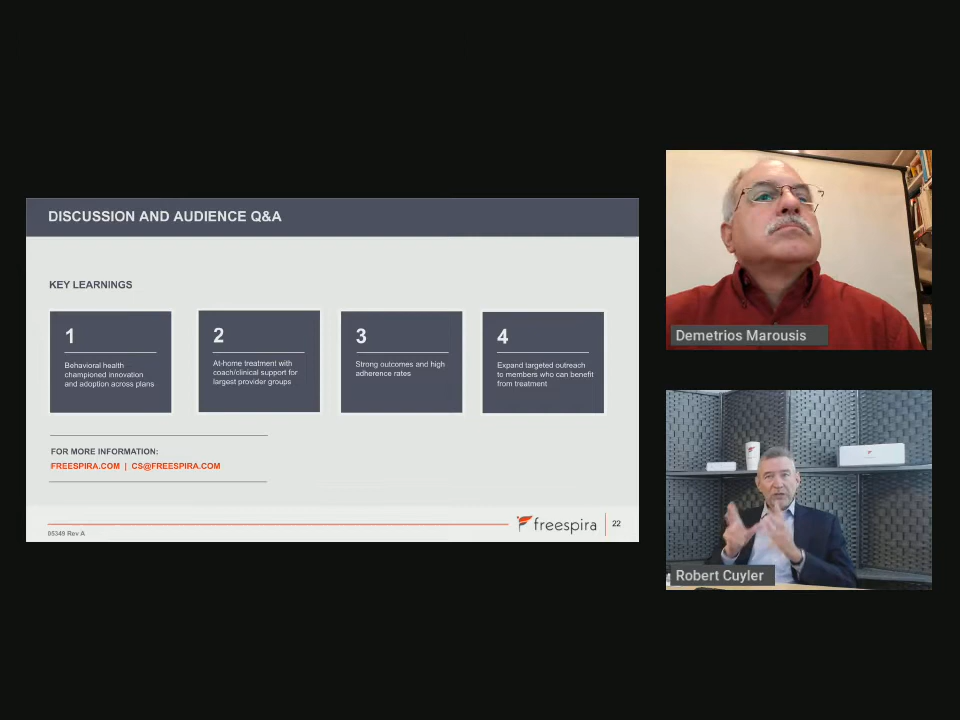 DISCUSSION AND AUDIENCE Q&A
KEY LEARNINGS
1
Behavioral health
championed innovation
and adoption across plans
2
At-home treatment with
coach/clinical support for
largest provider groups
3
Strong outcomes and high
adherence rates
4
Expand targeted outreach
to members who can benefit
from treatment
FOR MORE INFORMATION:
FREESPIRA.COM | CS@FREESPIRA.COM
05349 Rev A
freespira
22
Demetrios Marousis
Robert Cuyler